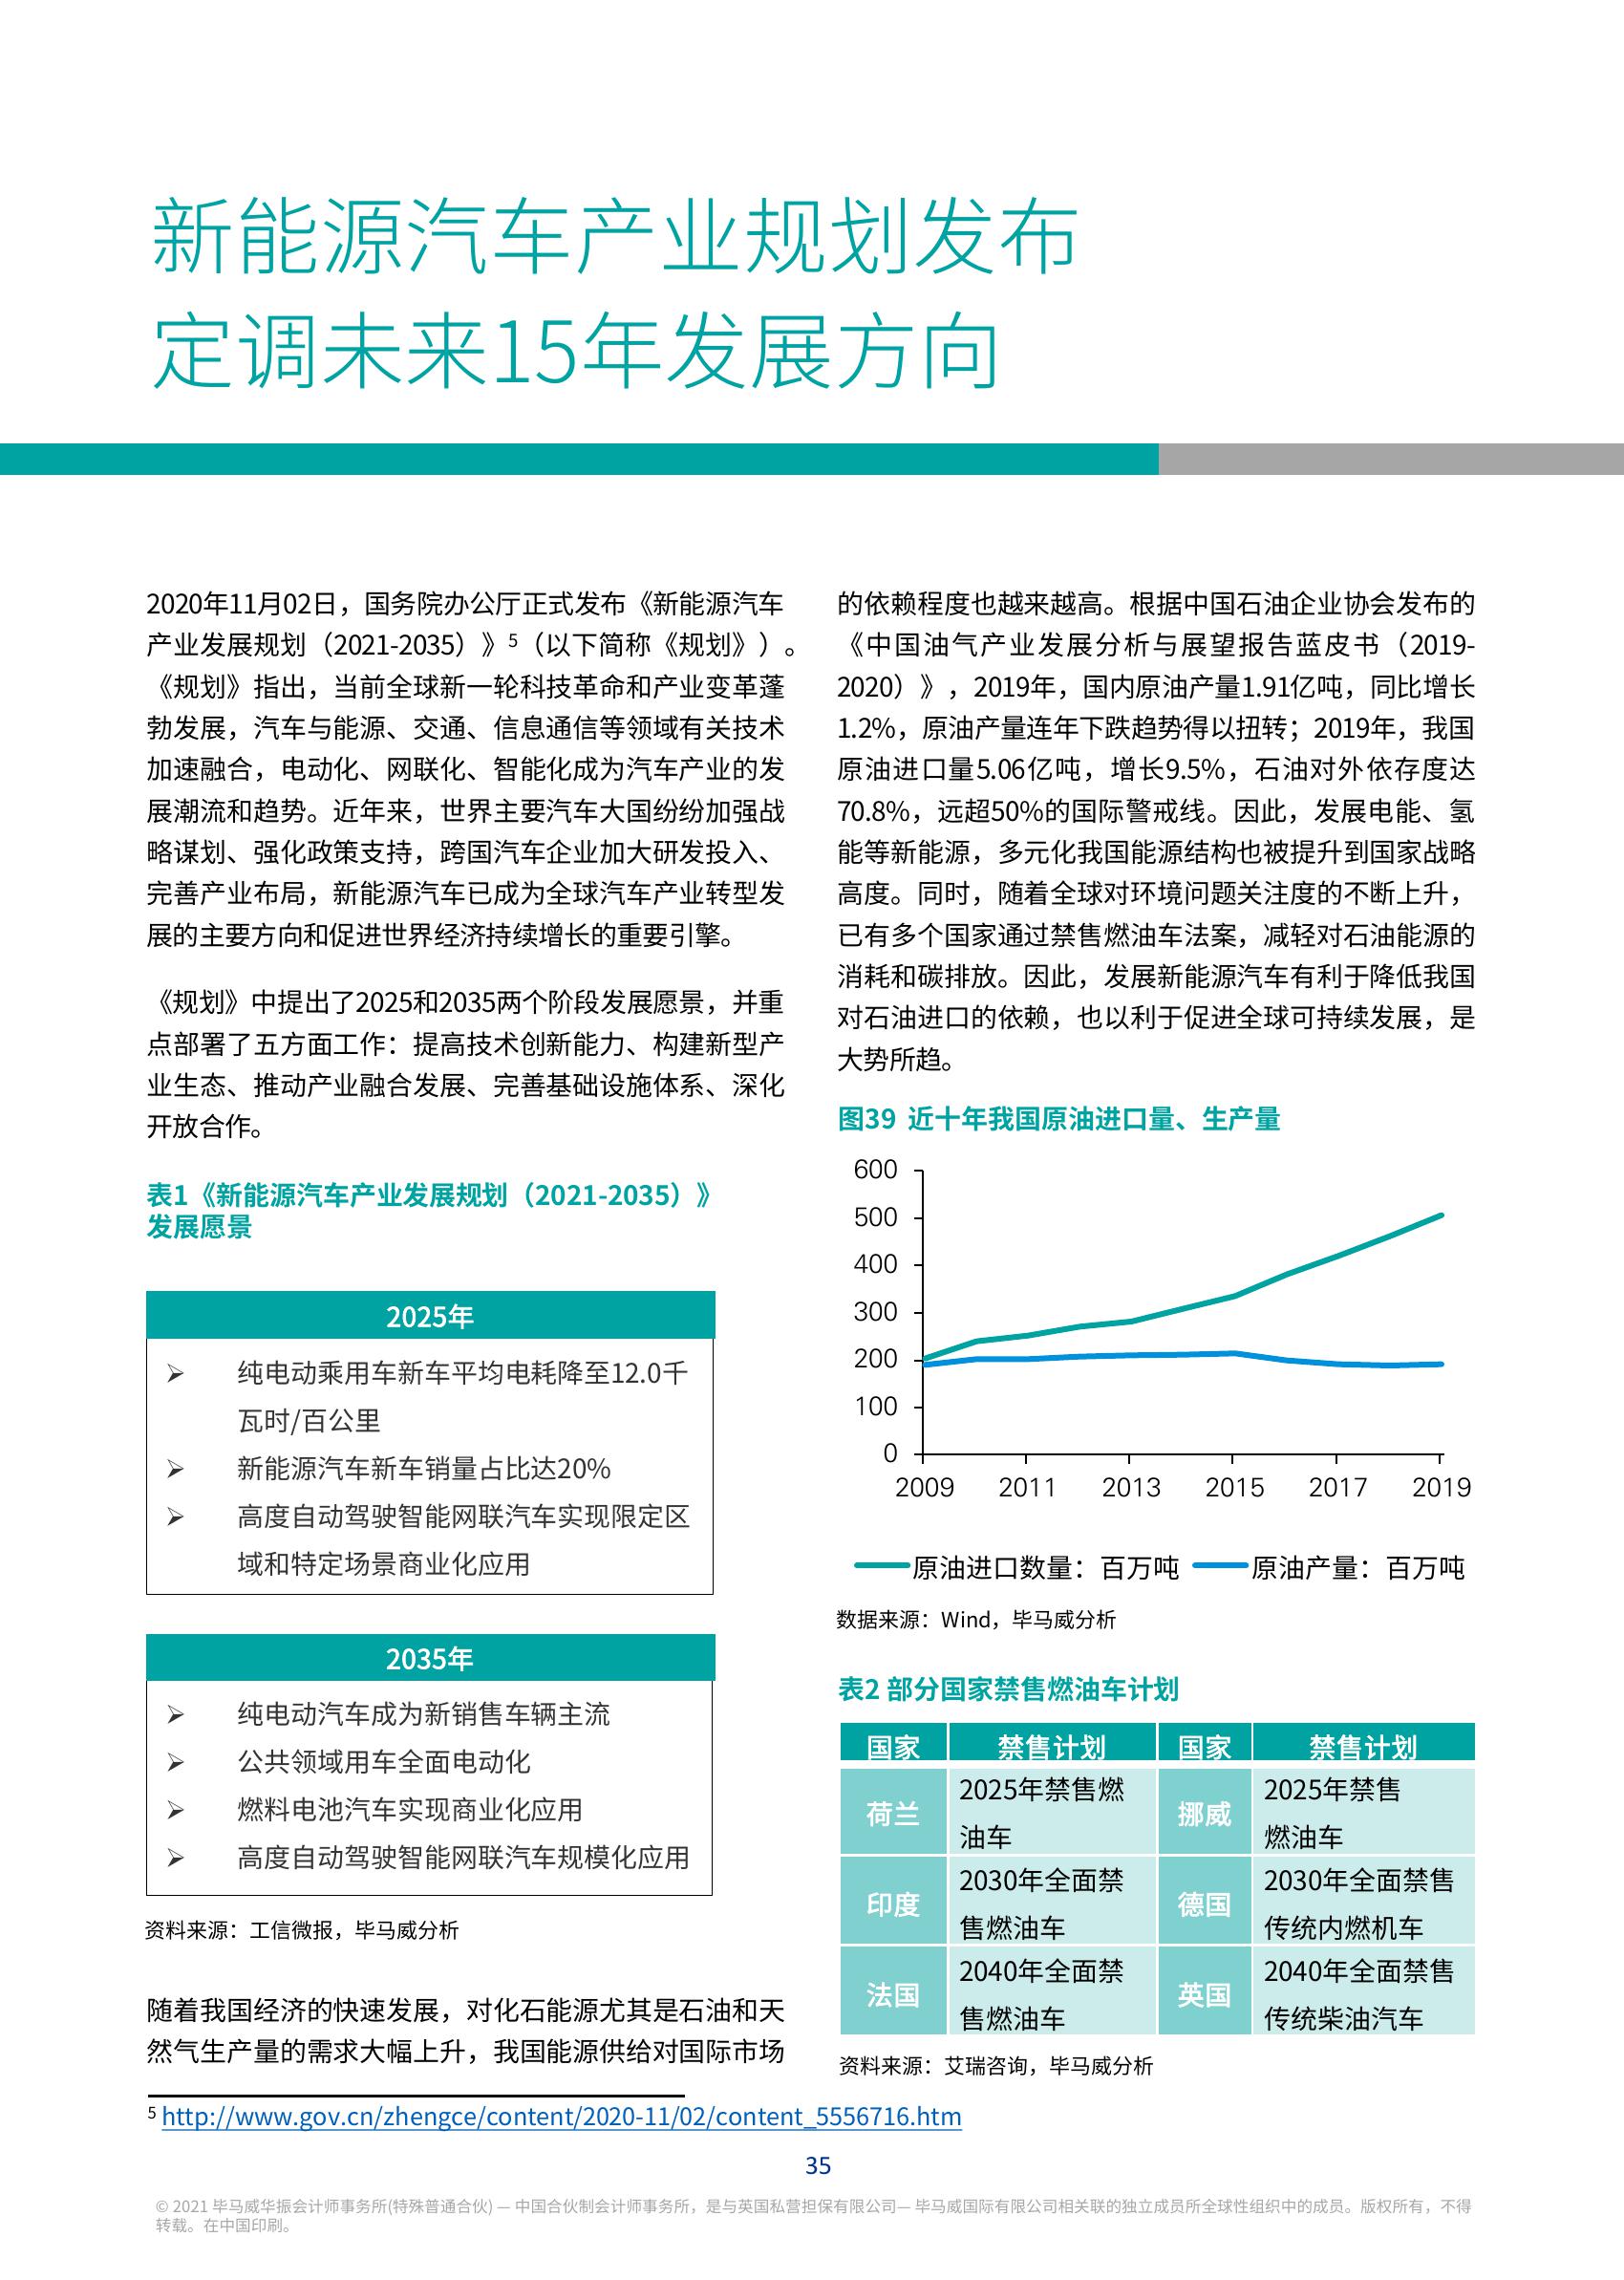 新能源汽车产业规划发布
定调未来15年发展方向
2020年11月02日，国务院办公厅正式发布《新能源汽车
产业发展规划（2021-2035）》5（以下简称《规划》）。
《规划》指出，当前全球新一轮科技革命和产业变革蓬
勃发展，汽车与能源、交通、信息通信等领域有关技术
加速融合，电动化、网联化、智能化成为汽车产业的发
展潮流和趋势。近年来，世界主要汽车大国纷纷加强战
略谋划、强化政策支持，跨国汽车企业加大研发投入、
完善产业布局，新能源汽车已成为全球汽车产业转型发
展的主要方向和促进世界经济持续增长的重要引擎。
《规划》中提出了2025和2035两个阶段发展愿景，并重
点部署了五方面工作：提高技术创新能力、构建新型产
业生态、推动产业融合发展、完善基础设施体系、深化
开放合作。
表1《新能源汽车产业发展规划（2021-2035）》
发展愿景
2025年
➢ 纯电动乘用车新车平均电耗降至12.0千
瓦时/百公里
➢ 新能源汽车新车销量占比达20%
➢ 高度自动驾驶智能网联汽车实现限定区
域和特定场景商业化应用
2035年
➢ 纯电动汽车成为新销售车辆主流
➢ 公共领域用车全面电动化
➢ 燃料电池汽车实现商业化应用
➢ 高度自动驾驶智能网联汽车规模化应用
资料来源：工信微报，毕马威分析
随着我国经济的快速发展，对化石能源尤其是石油和天
然气生产量的需求大幅上升，我国能源供给对国际市场
的依赖程度也越来越高。根据中国石油企业协会发布的
《中国油气产业发展分析与展望报告蓝皮书（2019-
2020）》，2019年，国内原油产量1.91亿吨，同比增长
1.2%，原油产量连年下跌趋势得以扭转；2019年，我国
原油进口量5.06亿吨，增长9.5%，石油对外依存度达
70.8%，远超50%的国际警戒线。因此，发展电能、氢
能等新能源，多元化我国能源结构也被提升到国家战略
高度。同时，随着全球对环境问题关注度的不断上升，
已有多个国家通过禁售燃油车法案，减轻对石油能源的
消耗和碳排放。因此，发展新能源汽车有利于降低我国
对石油进口的依赖，也以利于促进全球可持续发展，是
大势所趋。
图39 近十年我国原油进口量、生产量
600
500
400
300
200
100
0
2009 2011 2013 2015 2017 2019
原油进口数量：百万吨 原油产量：百万吨
数据来源：Wind，毕马威分析
表2 部分国家禁售燃油车计划
国家 禁售计划 国家 禁售计划
荷兰 2025年禁售燃 挪威 2025年禁售
油车 燃油车
印度 2030年全面禁 德国 2030年全面禁售
售燃油车 传统内燃机车
法国 2040年全面禁 英国 2040年全面禁售
售燃油车 传统柴油汽车
资料来源：艾瑞咨询，毕马威分析
5 http://www.gov.cn/zhengce/content/2020-11/02/content_5556716.htm
35
© 2021 毕马威华振会计师事务所(特殊普通合伙) — 中国合伙制会计师事务所，是与英国私营担保有限公司— 毕马威国际有限公司相关联的独立成员所全球性组织中的成员。版权所有，不得
转载。在中国印刷。